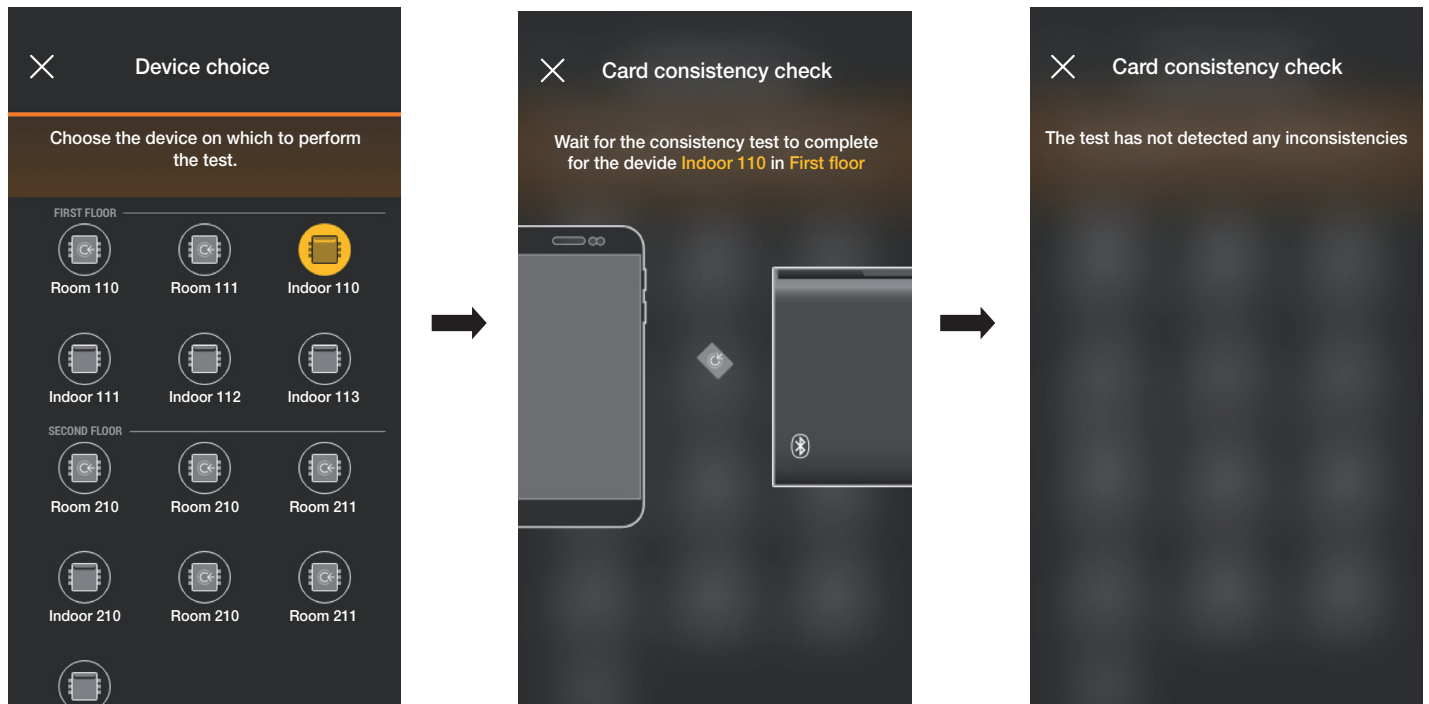 Device choice
Choose the device on which to perform
the test.
FIRST FLOOR
Room 110
Room 111
Indoor 110
Indoor 111
Indoor 112
Indoor 113
SECOND FLOOR
Room 210
Room 210
Room 211
Indoor 210
Room 210
Room 211
Card consistency check
Wait for the consistency test to complete
for the devide Indoor 110 in First floor
Card consistency check
The test has not detected any inconsistencies